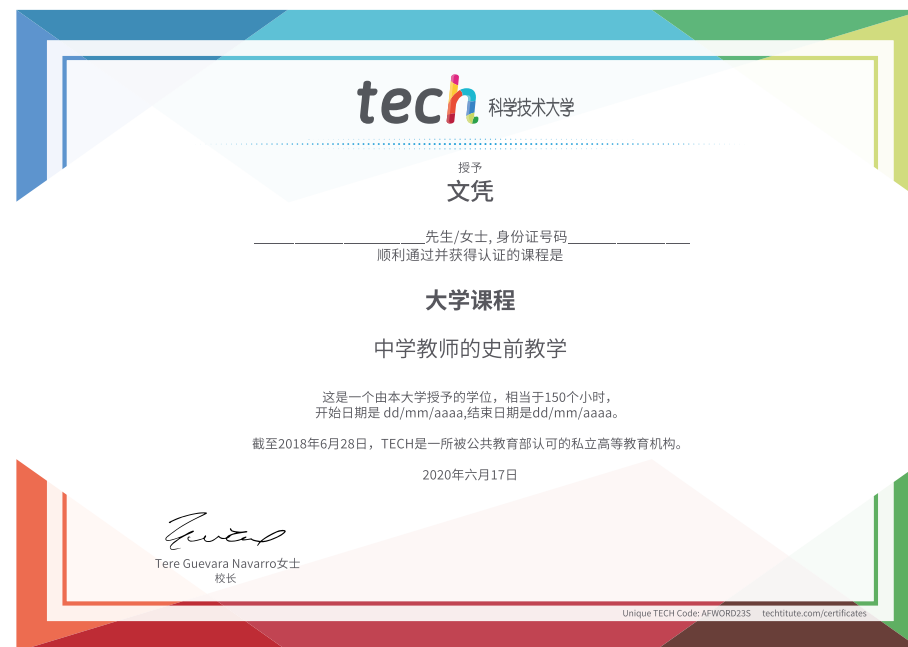 tech 科学技术大学
授予
文凭
先生/女士, 身份证号码
顺利通过并获得认证的课程是
大学课程
中学教师的史前教学
这是一个由本大学授予的学位，相当于150个小时，
开始日期是 dd/mm/aaaa,结束日期是dd/mm/aaaa。
截至2018年6月28日，TECH是一所被公共教育部认可的私立高等教育机构。
2020年六月17日
Tere Guevara Navarro女士
校长
Unique TECH Code: AFWORD23S techtitute.com/certificates